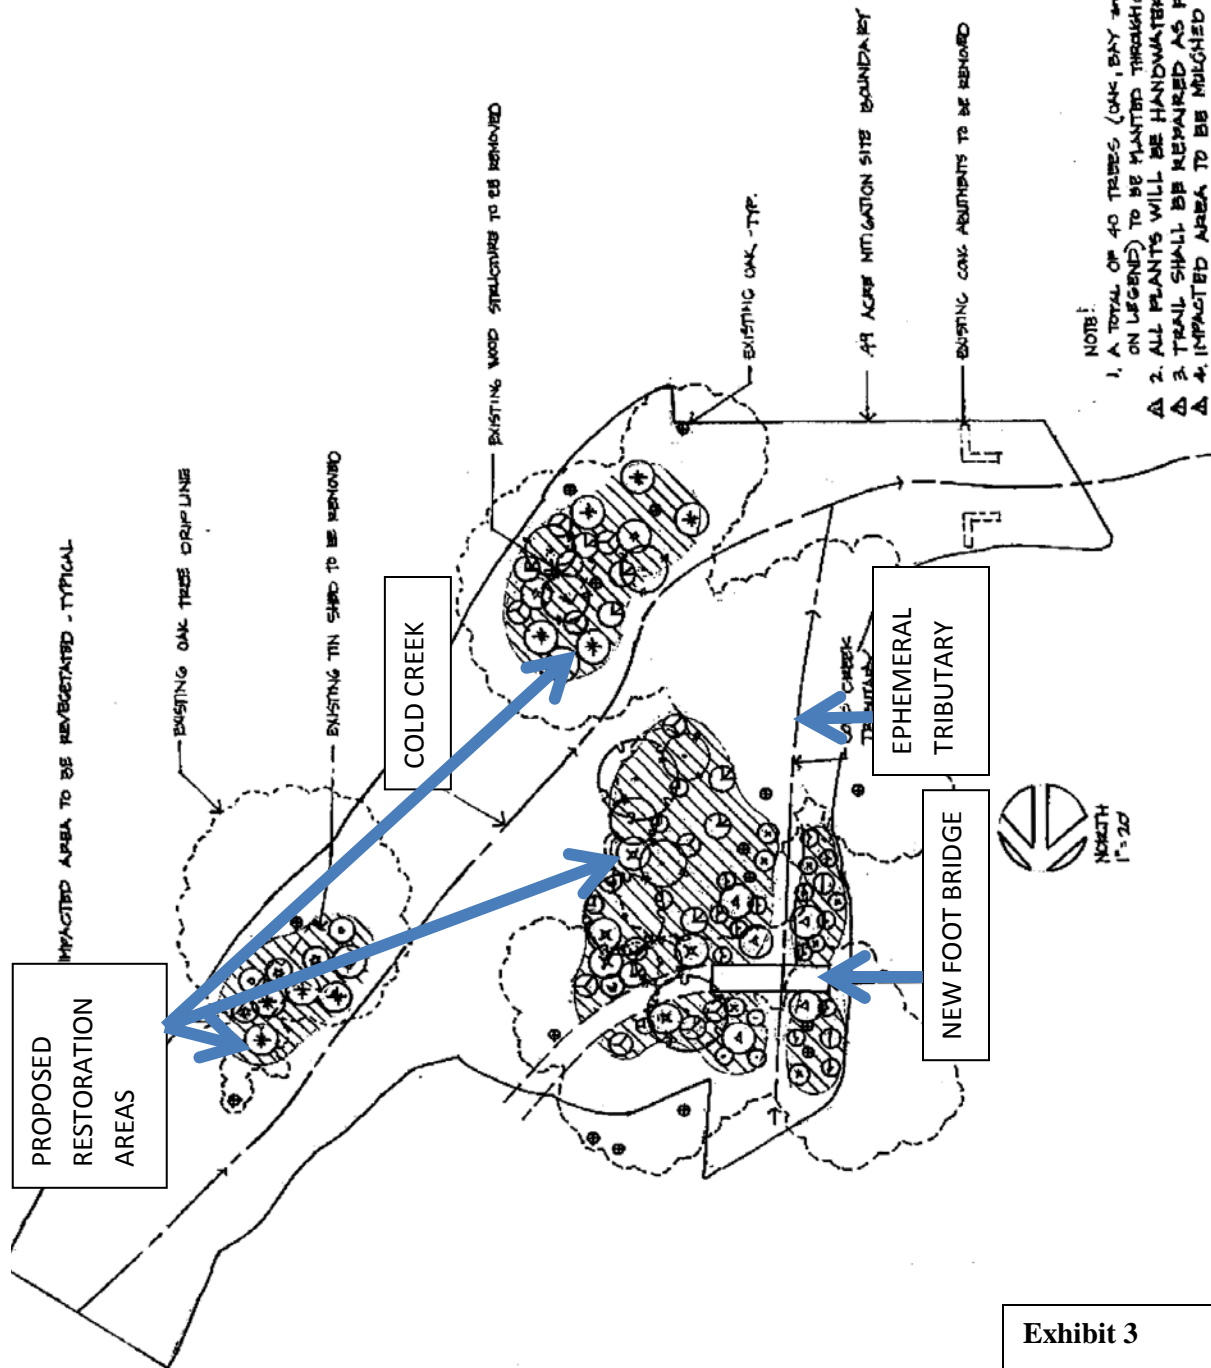 IMPACTED AREA TO BE REVEGETATED - TYPICAL
EXISTING OAK TREE DRIP LINE
EXISTING TIN SHED TO BE REMOVED
EXISTING WOOD STRUCTURE TO BE REMOVED
EXISTING OAK - TYP.
.49 ACRE MITIGATION SITE BOUNDARY
EXISTING CONC ABUTMENTS TO BE REMOVED
PROPOSED
RESTORATION
AREAS
COLD CREEK
EPHEMERAL
TRIBUTARY
CREEK
NEW FOOT BRIDGE
NORTH
1"=20'
NOTE:
1. A TOTAL OF 40 TREES (OAK, BAY
ON LEGEND) TO BE PLANTED
2. ALL PLANTS WILL BE HANDWATER
3. TRAIL SHALL BE REPAIRED AS
4. IMPACTED AREA TO BE MULCHED
Exhibit 3